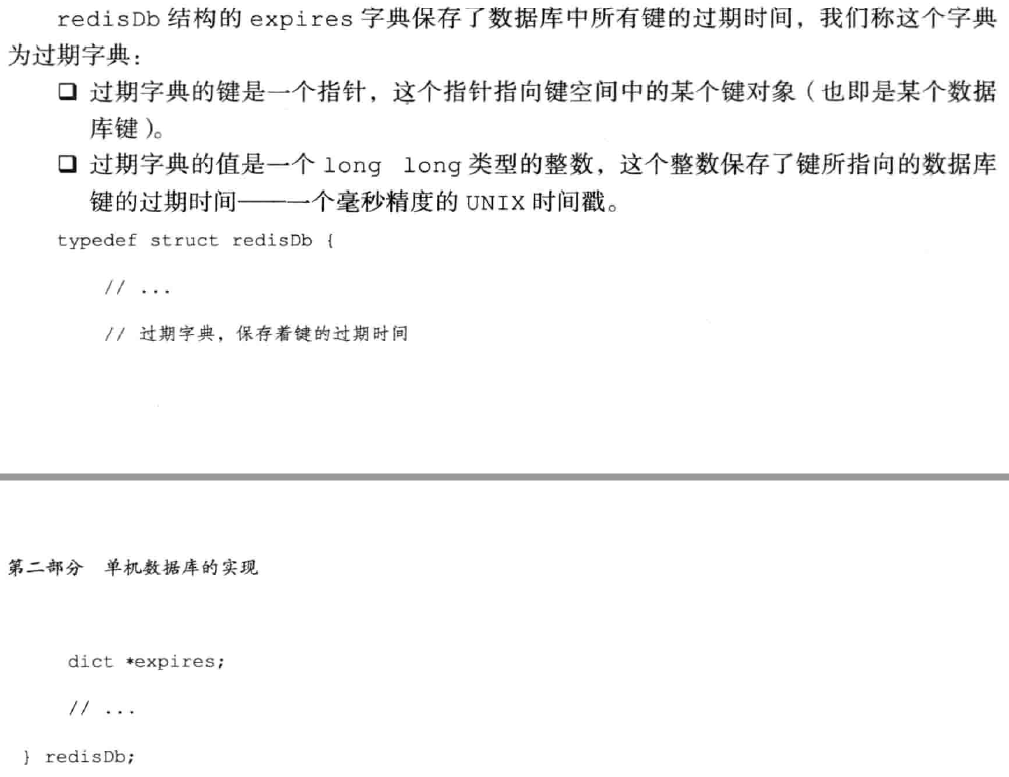 redisDb 结构的 expires 字典保存了数据库中所有键的过期时间，我们称这个字典
为过期字典：
❑ 过期字典的键是一个指针，这个指针指向键空间中的某个键对象（也即是某个数据
库键）。
❑ 过期字典的值是一个 long long 类型的整数，这个整数保存了键所指向的数据库
键的过期时间——一个毫秒精度的 UNIX 时间戳。
typedef struct redisDb {
// ...
// 过期字典，保存着键的过期时间
第二部分 单机数据库的实现
dict *expires;
// ...
} redisDb;